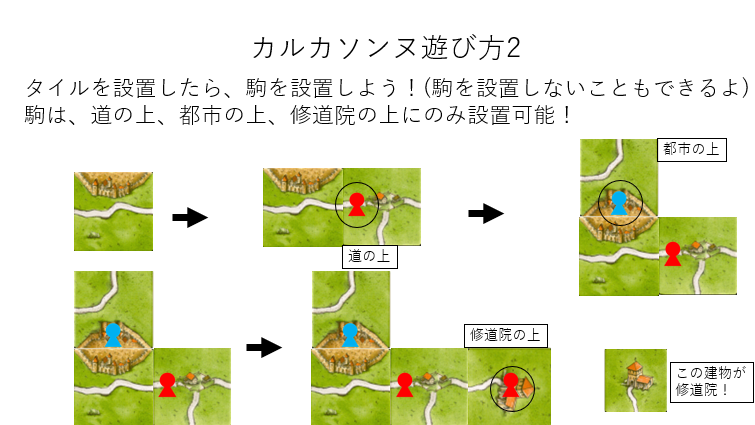 カルカソンヌ遊び方2
タイルを設置したら、駒を設置しよう！(駒を設置しないこともできるよ)
駒は、道の上、都市の上、修道院の上にのみ設置可能！
都市の上
道の上
修道院の上
この建物が
修道院！